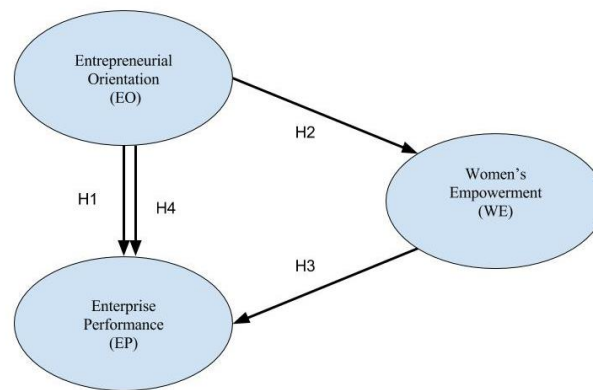 Entrepreneurial
Orientation
(EO)
H2
Women's
Empowerment
(WE)
H1
H4
H3
Enterprise
Performance
(EP)